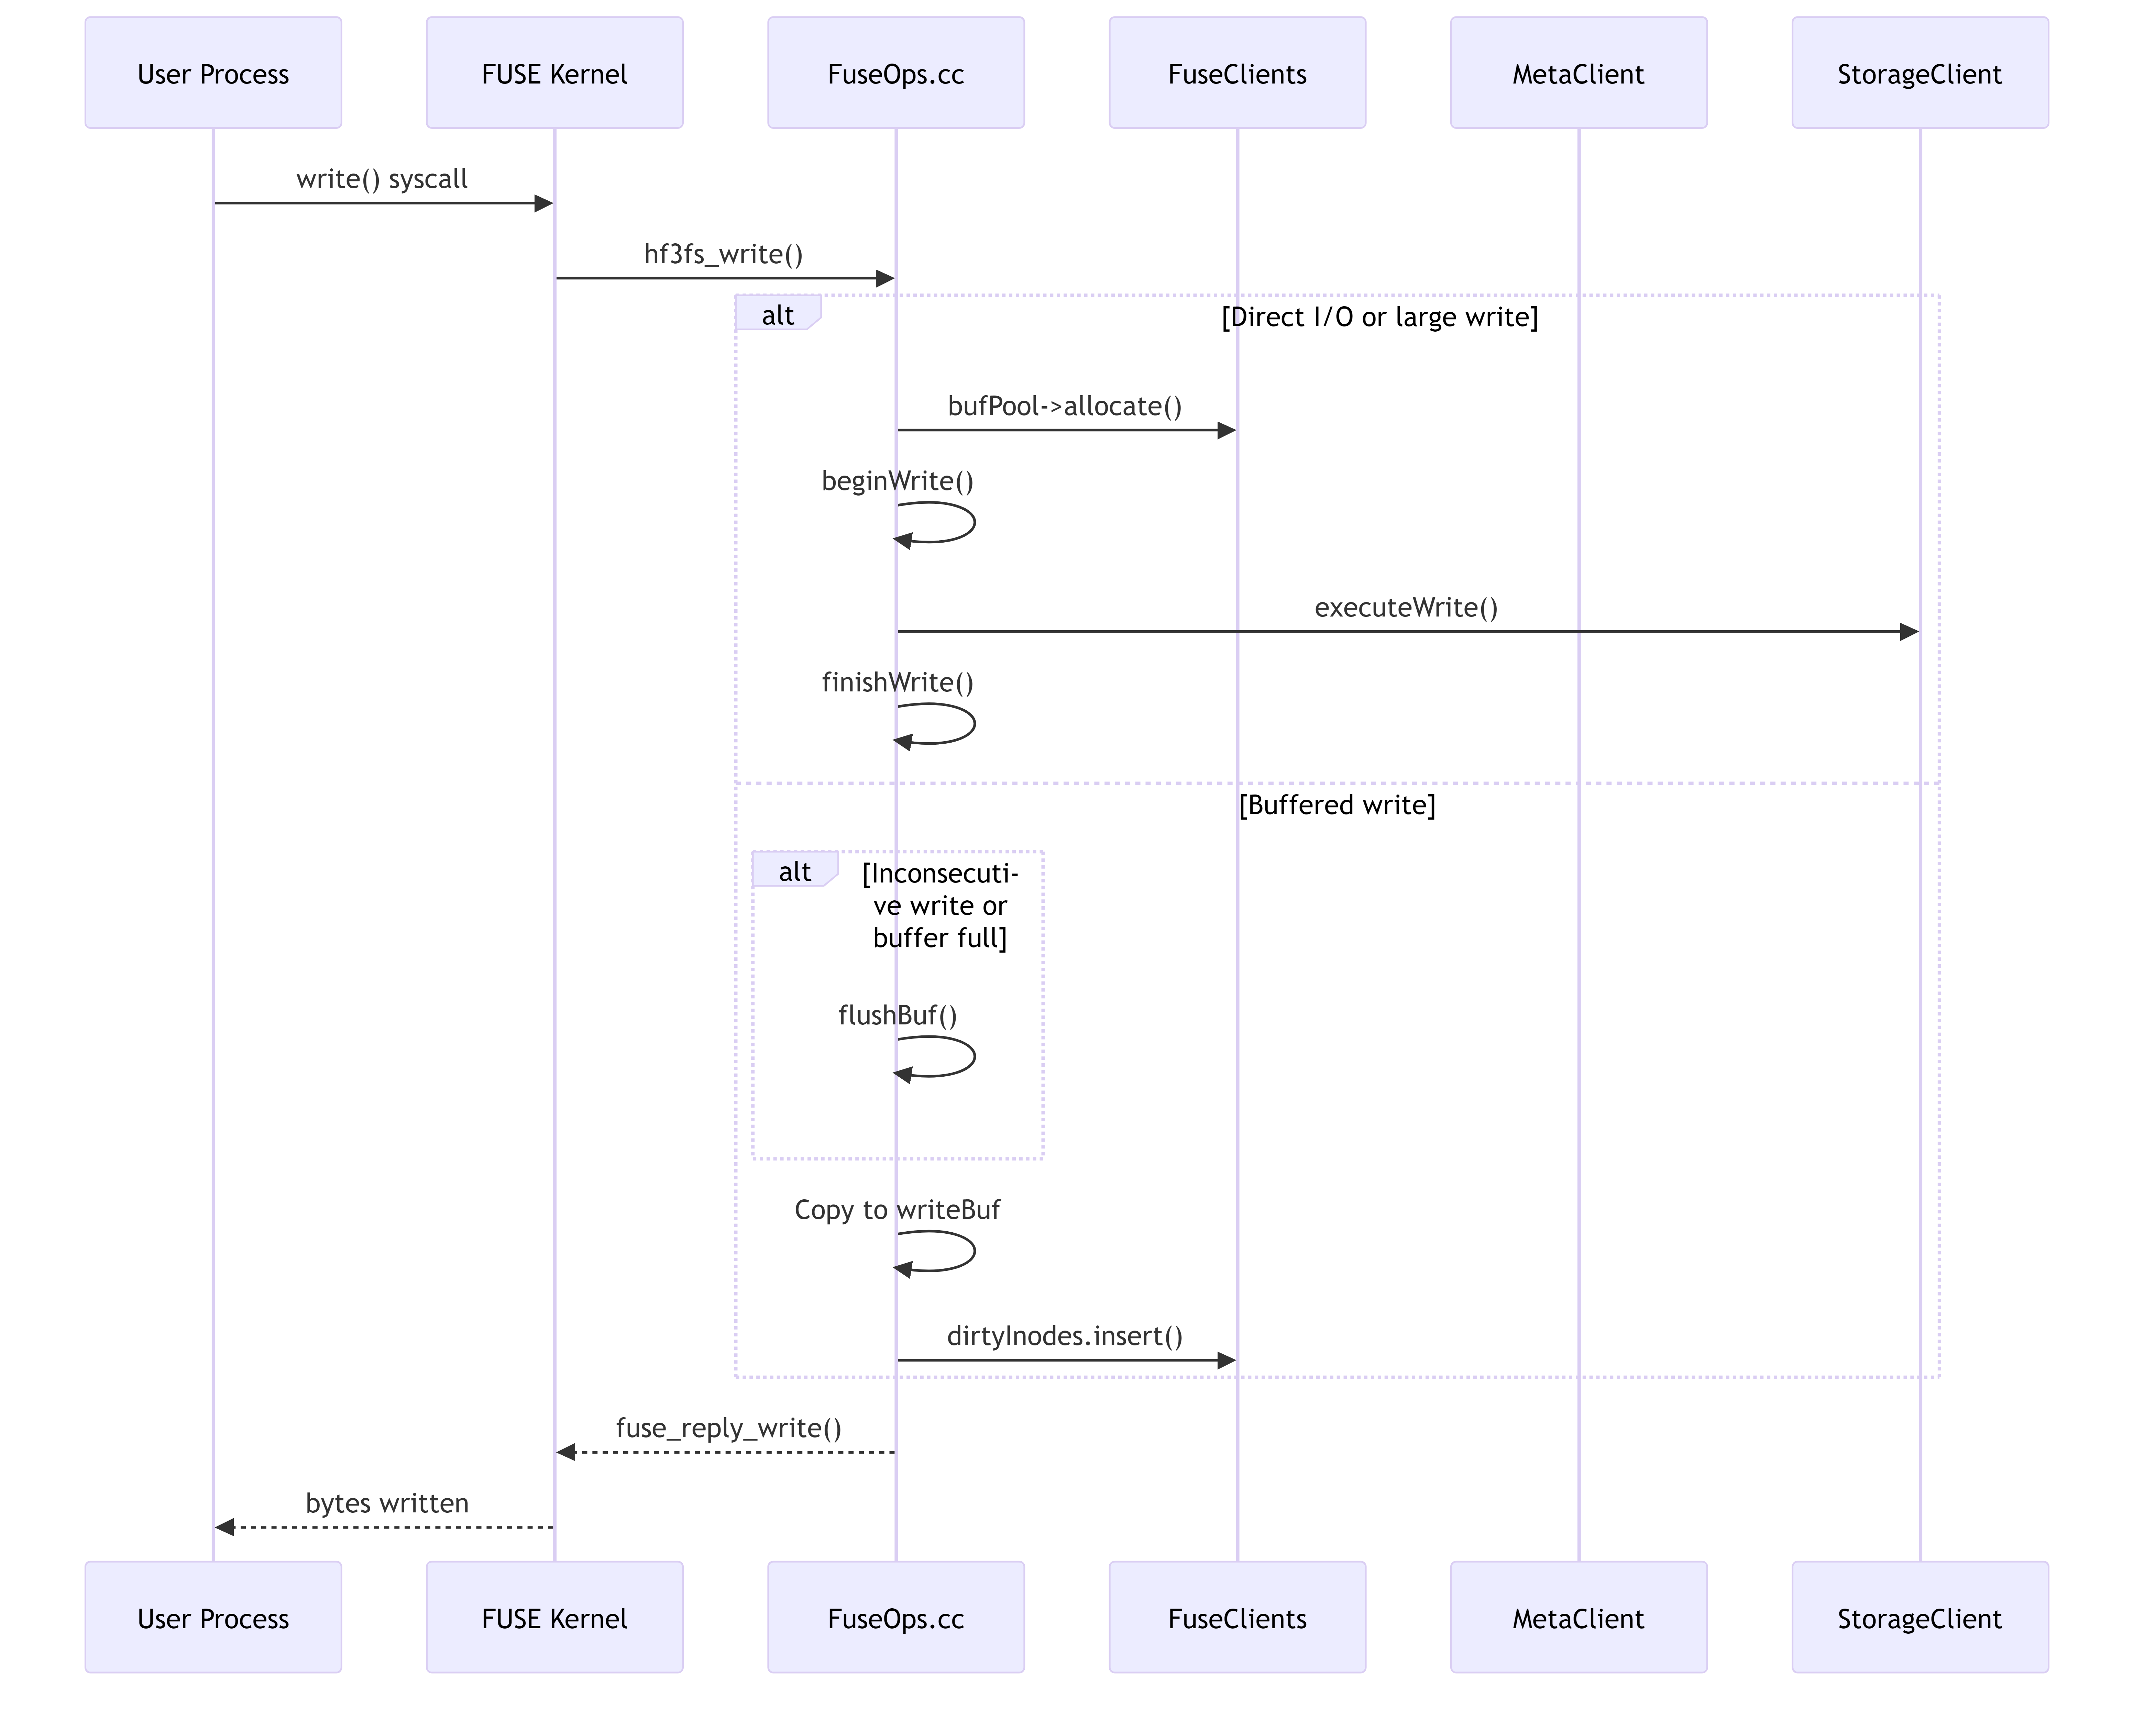 User Process
FUSE Kernel
FuseOps.cc
FuseClients
MetaClient
StorageClient
write() syscall
hf3fs_write()
alt
[Direct I/O or large write]
bufPool->allocate()
beginWrite()
executeWrite()
finishWrite()
[Buffered write]
alt
[Inconsecuti-
ve write or
buffer full]
flushBuf()
Copy to writeBuf
dirtyInodes.insert()
fuse_reply_write()
bytes written
User Process
FUSE Kernel
FuseOps.cc
FuseClients
MetaClient
StorageClient